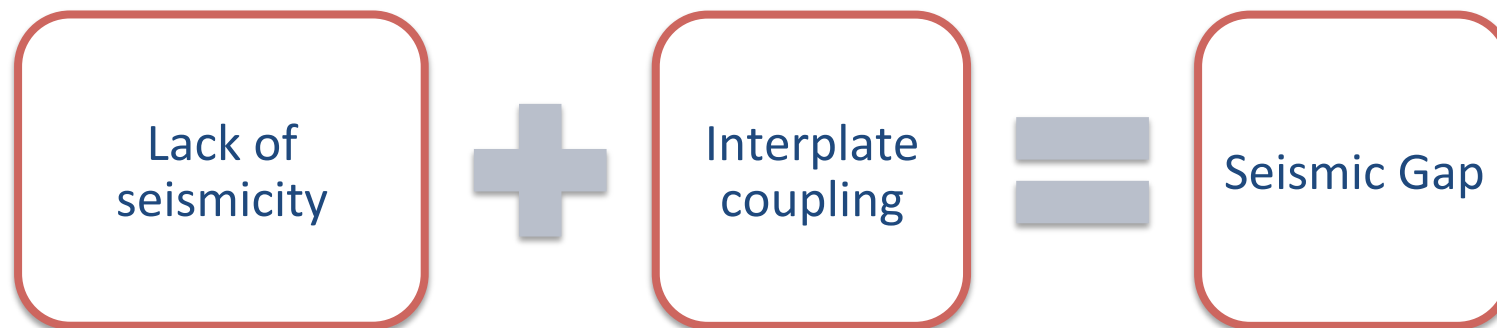 Lack of
seismicity
Interplate
coupling
Seismic Gap